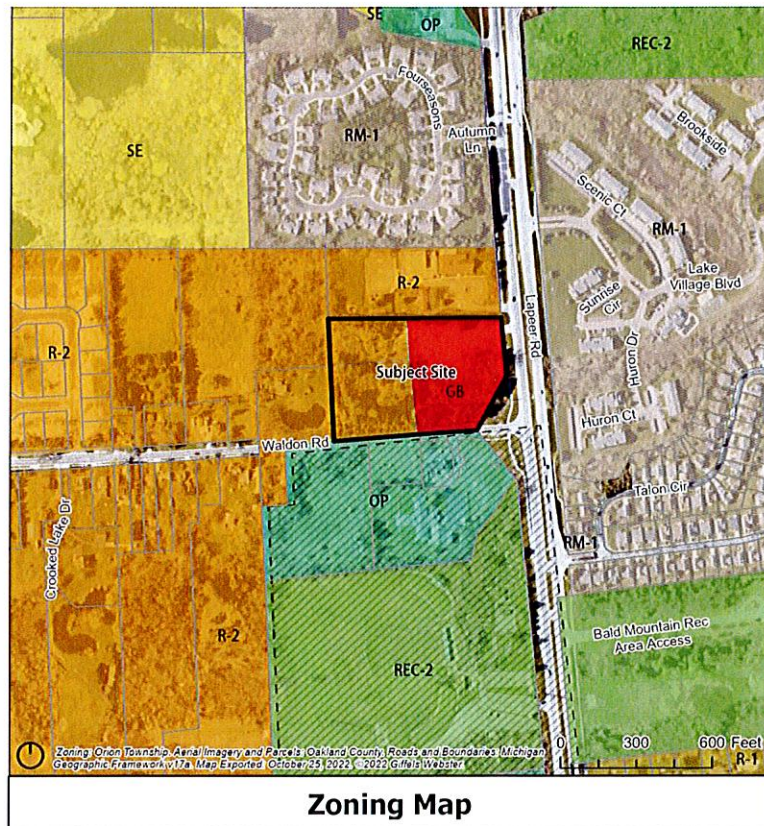 SE
OP
REC-2
Fourseasons
Brookside
RM-1
Autumn
Ln
SE
Scenic Ct
RM-1
Lake
Village Blvd
R-2
Sunrise
Cir
Lapeer Rd
R-2
Huron Dr
Subject Site
GB
Huron Ct
Waldon Rd
Talon Cir
OP
RM-1
Crooked Lake Dr
Bald Mountain Rec
Area Access
R-2
REC-2
0 300 600 Feet
R-1
Zoning: Orion Township. Aerial Imagery and Parcels: Oakland County, Roads and Boundaries: Michigan
Geographic Framework v17a. Map Exported: October 25, 2022. ©2022 Giffels Webster
Zoning Map